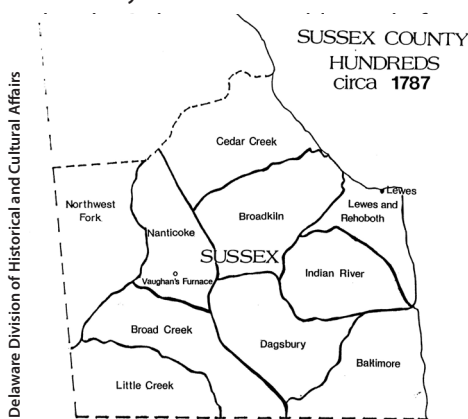 SUSSEX COUNTY
HUNDREDS
circa 1787
Delaware Division of Historical and Cultural Affairs
Cedar Creek
Lewes
Northwest
Fork
Lewes and
Rehoboth
Broadkiln
Nanticoke
SUSSEX
Indian River
Vaughan's Furnace
Broad Creek
Dagsbury
Baltimore
Little Creek